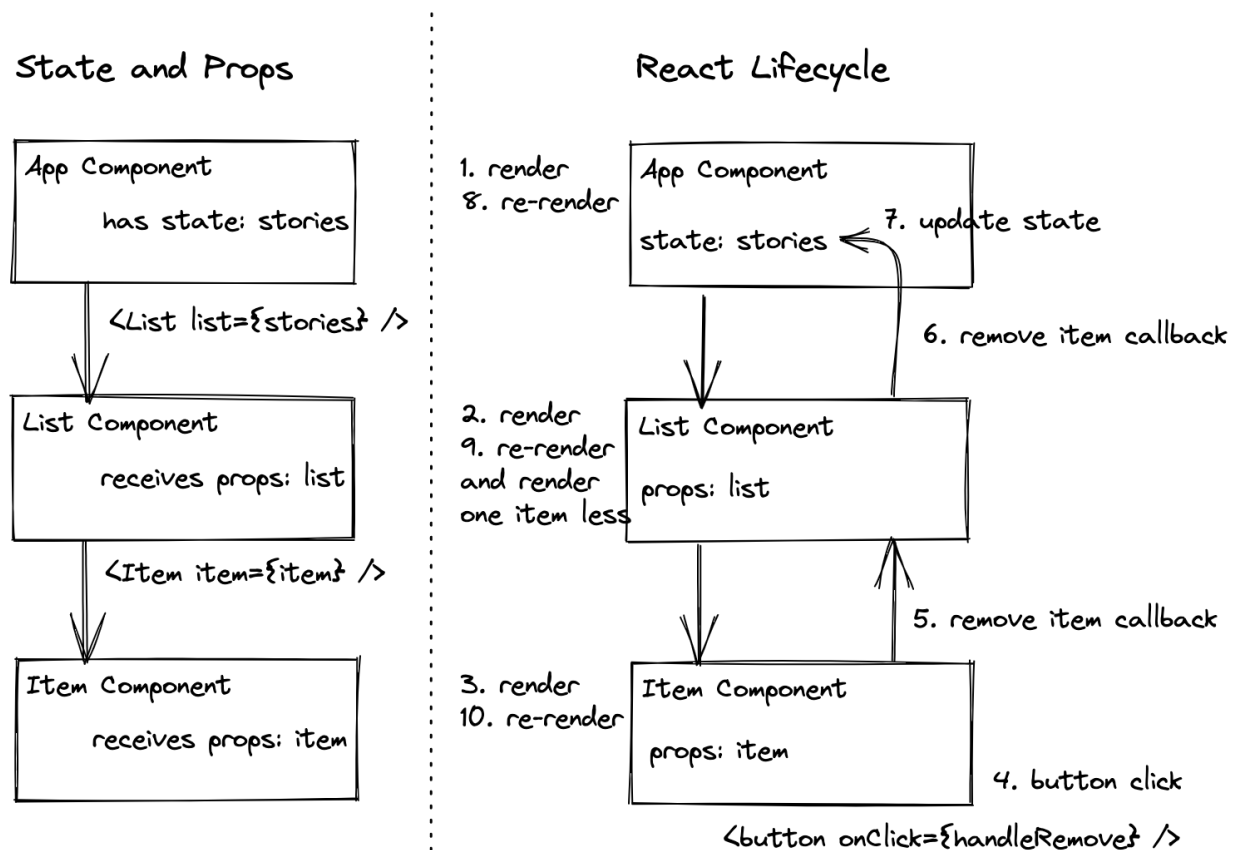 State and Props
App Component
has state: stories
<List list={stories} />
List Component
receives props: list
<Item item={item} />
Item Component
receives props: item
React Lifecycle
1. render
8. re-render
App Component
7. update state
state: stories
6. remove item callback
2. render
9. re-render
and render
one item less
List Component
props: list
5. remove item callback
3. render
10. re-render
Item Component
props: item
4. button click
<button onClick={handleRemove} />